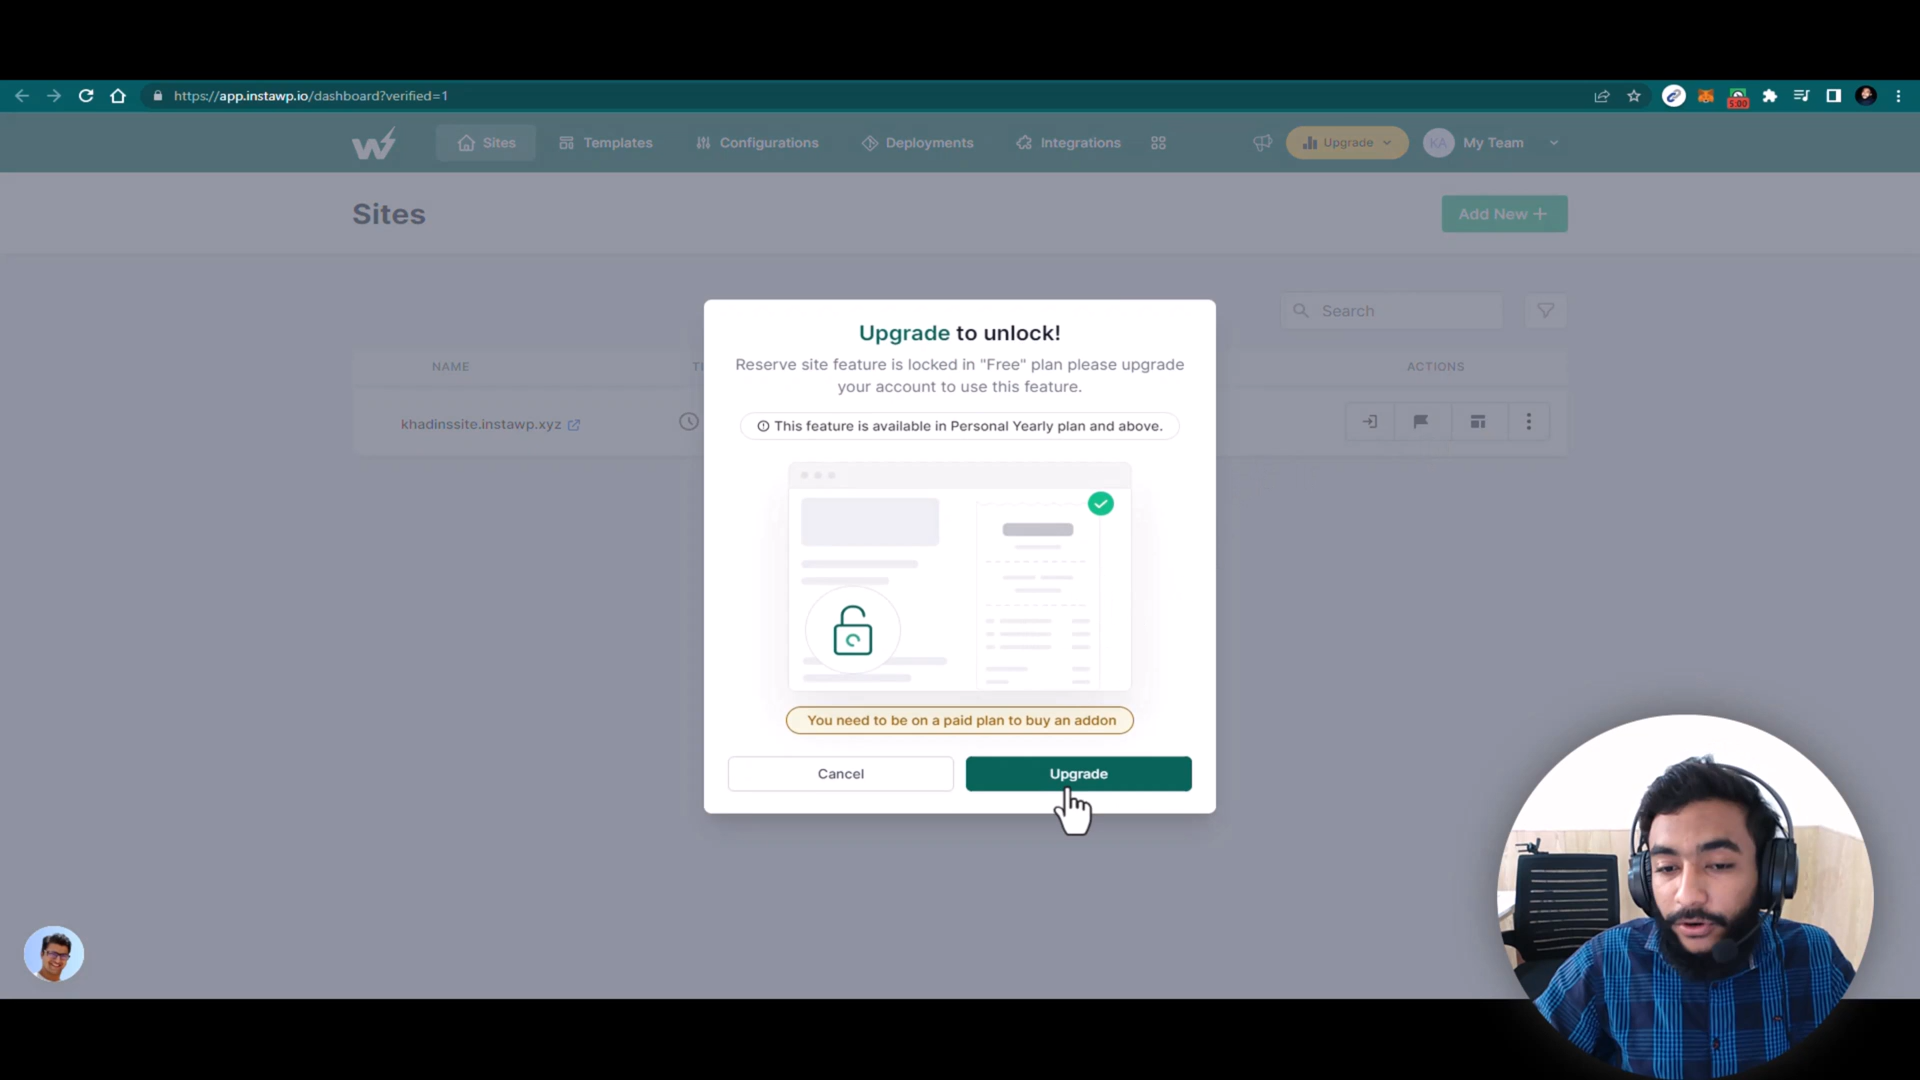 https://app.instawp.io/dashboard?verified=1
5:00
Sites
Templates
Configurations
Deployments
Integrations
Upgrade
KA
My Team
Sites
Add New +
Search
NAME
ACTIONS
khadinssite.instawp.xyz
Upgrade to unlock!
Reserve site feature is locked in "Free" plan please upgrade
your account to use this feature.
This feature is available in Personal Yearly plan and above.
You need to be on a paid plan to buy an addon
Cancel
Upgrade